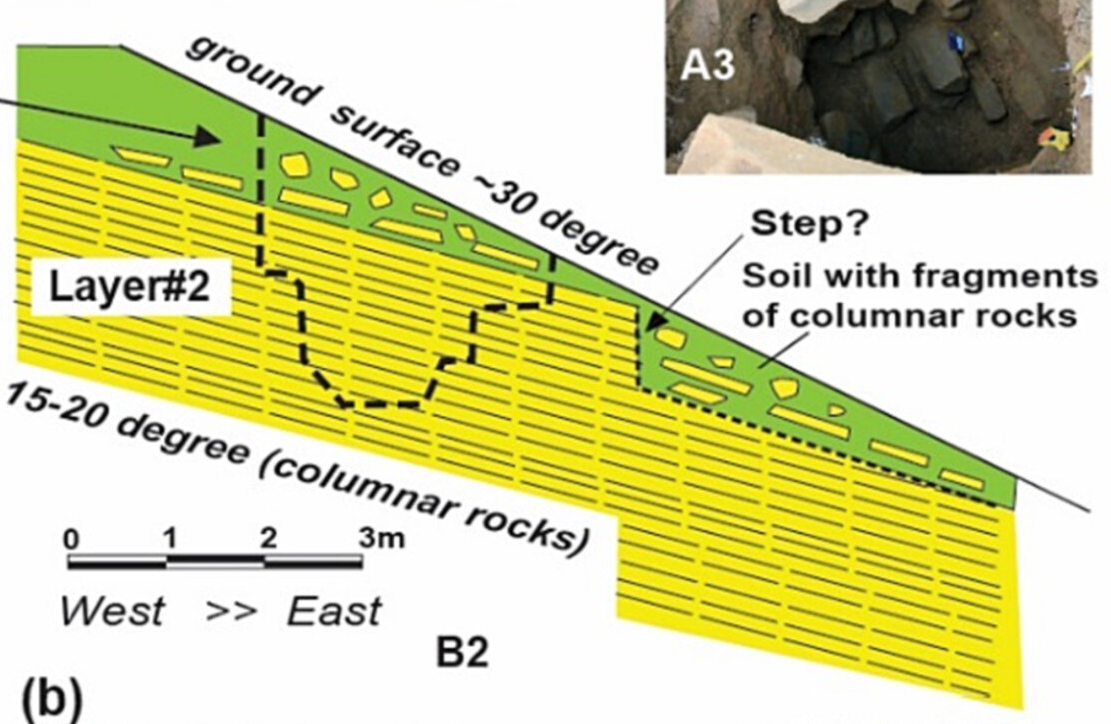 A3
ground surface ~30 degree
Step?
Soil with fragments
of columnar rocks
Layer#2
15-20 degree (columnar rocks)
0 1 2 3m
West >> East
B2
(b)